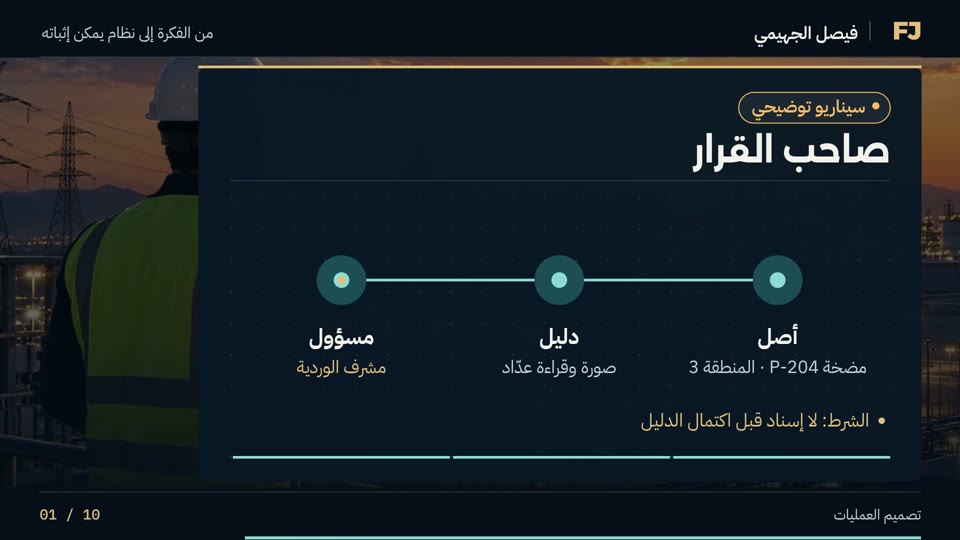 FJ | فيصل الجهيمي
من الفكرة إلى نظام يمكن إثباته
سيناريو توضيحي
صاحب القرار
أصل
مضخة P-204 · المنطقة 3
دليل
صورة وقراءة عدّاد
مسؤول
مشرف الوردية
• الشرط: لا إسناد قبل اكتمال الدليل
تصميم العمليات
01 / 10